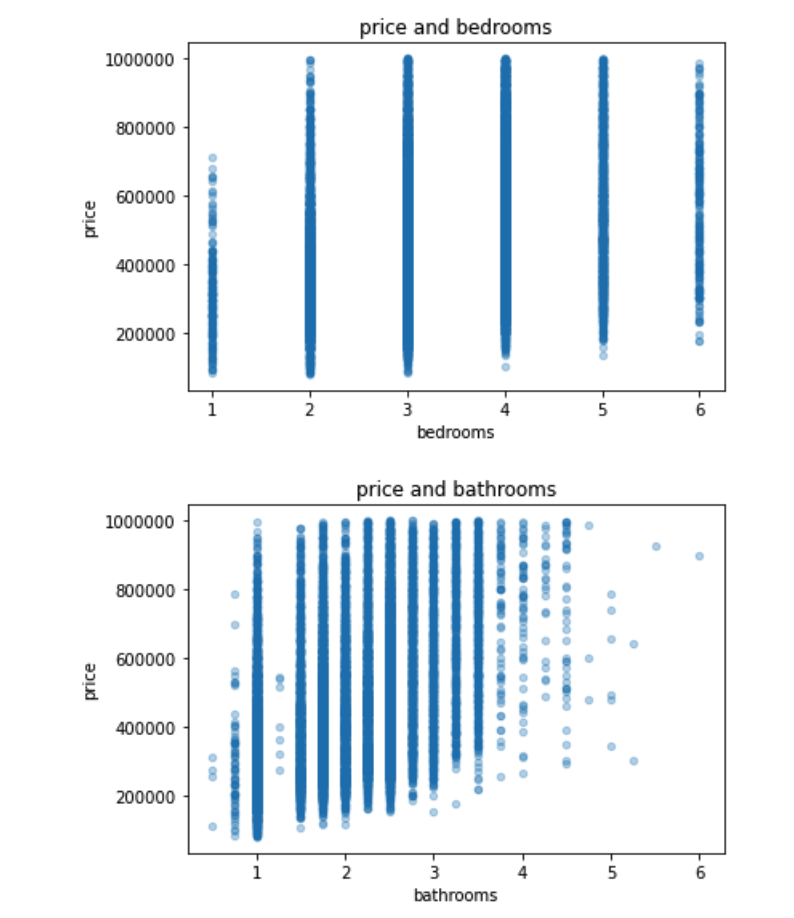 price and bedrooms
1000000
800000
600000
400000
200000
price
1 2 3 4 5 6
bedrooms
price and bathrooms
1000000
800000
600000
400000
200000
price
1 2 3 4 5 6
bathrooms